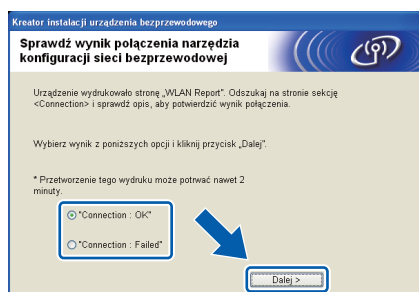 Kreator instalacji urządzenia bezprzewodowego
Sprawdź wynik połączenia narzędzia
konfiguracji sieci bezprzewodowej
Urządzenie wydrukowało stronę „WLAN Report”. Odszukaj na stronie sekcję
<Connection> i sprawdź opis, aby potwierdzić wynik połączenia.
Wybierz wynik z poniższych opcji i kliknij przycisk „Dalej”.
* Przetworzenie tego wydruku może potrwać nawet 2
minuty.
"Connection : OK"
"Connection : Failed"
Dalej >